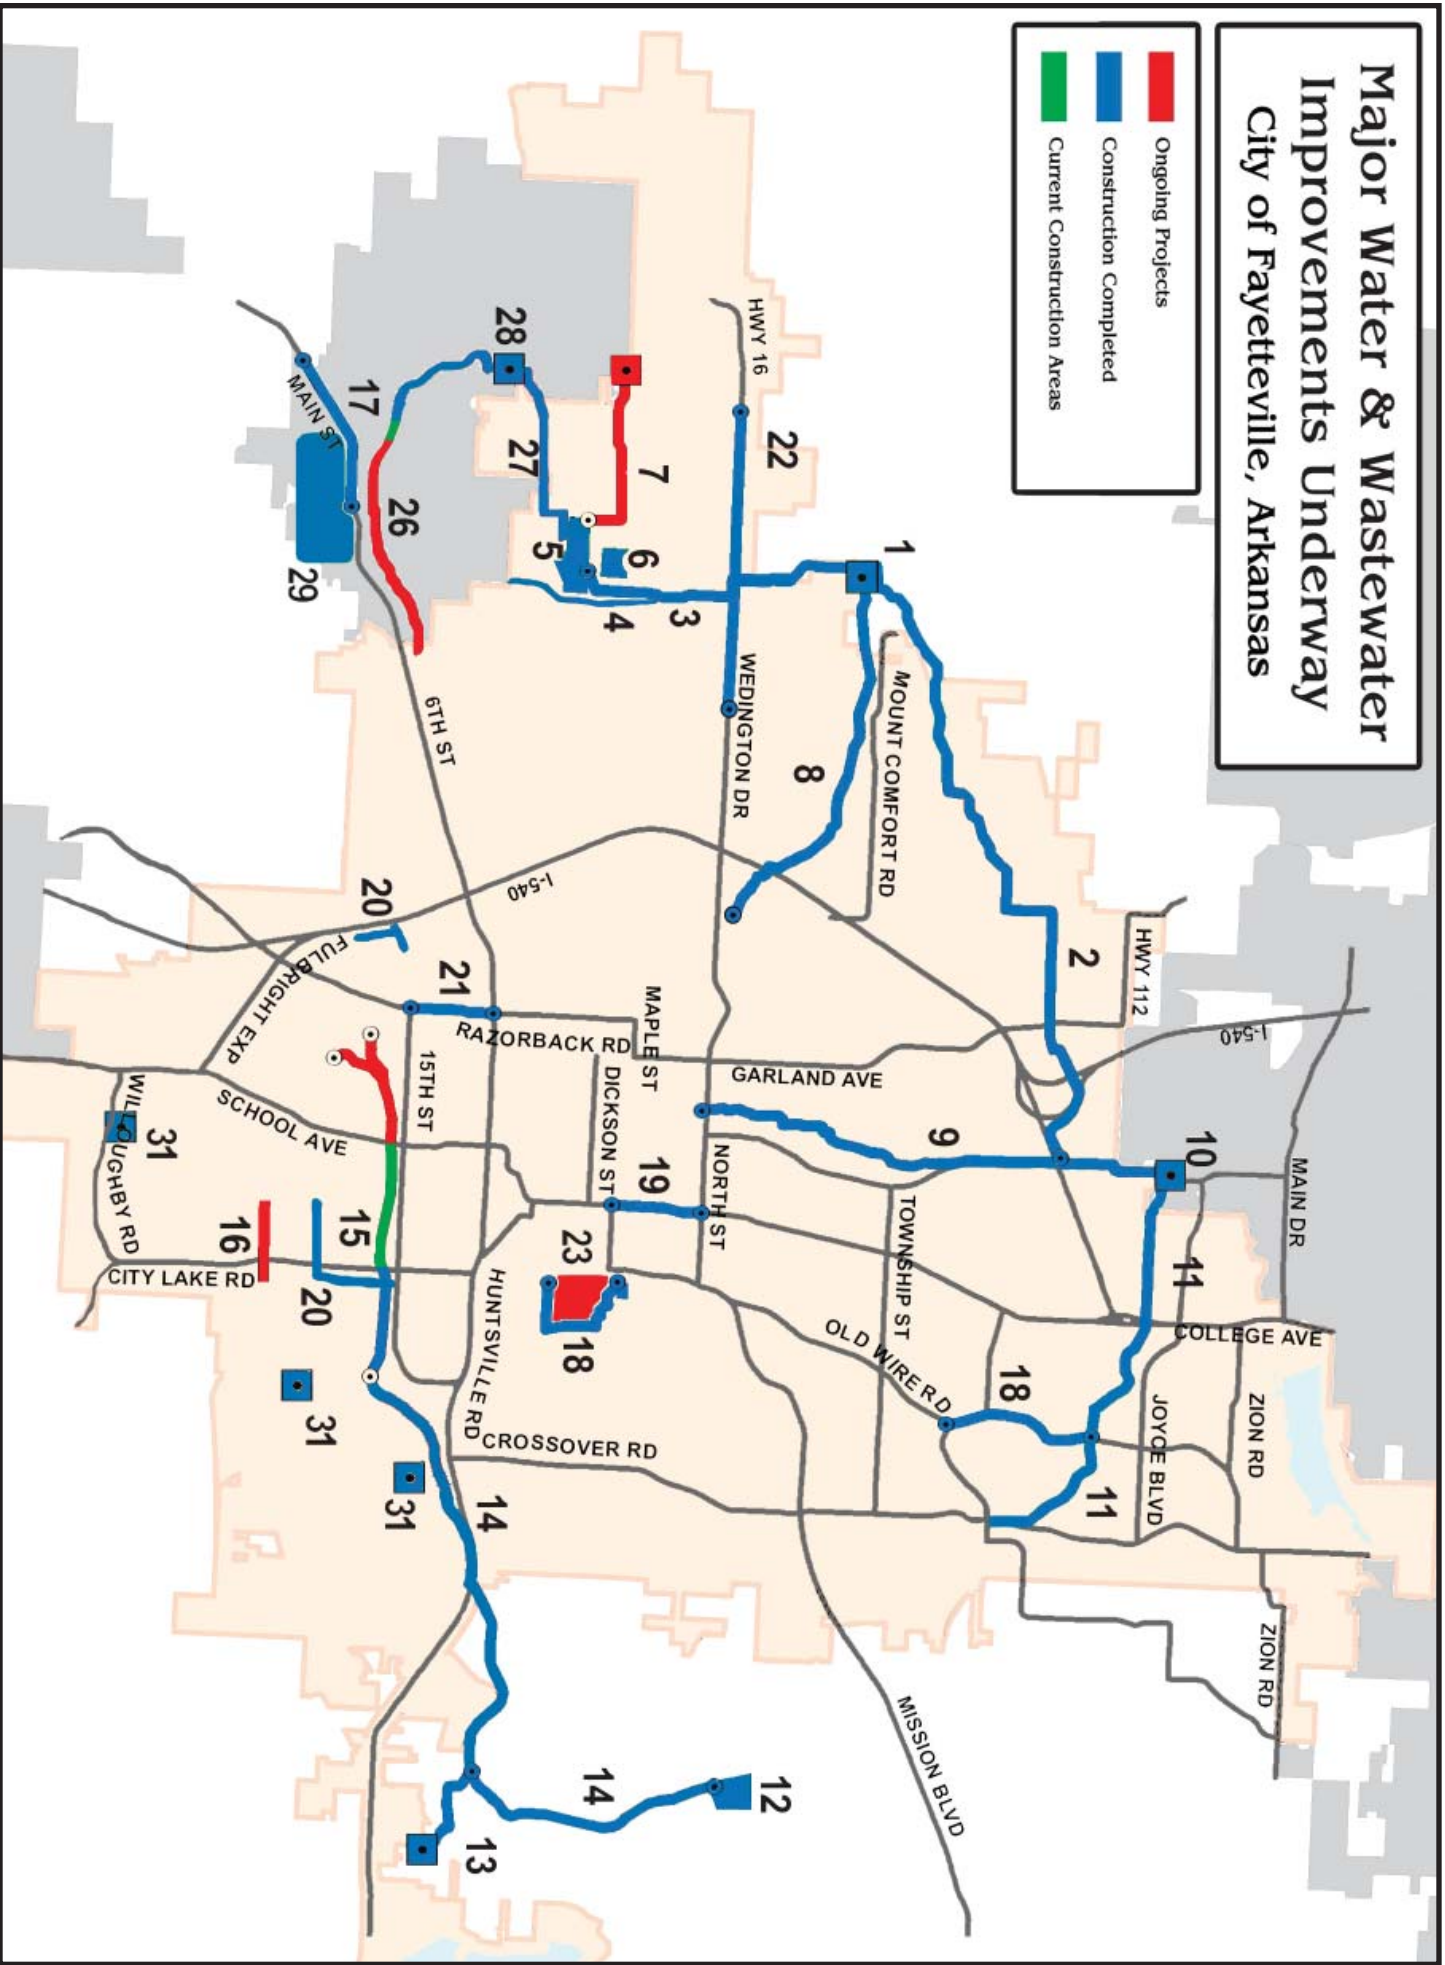 Major Water & Wastewater
Improvements Underway
City of Fayetteville, Arkansas
Ongoing Projects
Construction Completed
Current Construction Areas
HWY 16
22
7
28
27
17
MAIN ST
26
29
5
6
4
3
1
WEDINGTON DR
MOUNT COMFORT RD
8
6TH ST
I-540
2
HWY 112
I-540
MAIN DR
20
FULBRIGHT EXP
21
RAZORBACK RD
MAPLE ST
GARLAND AVE
15TH ST
DICKSON ST
SCHOOL AVE
WILLOUGHBY RD
31
9
10
19
NORTH ST
TOWNSHIP ST
11
COLLEGE AVE
15
16
CITY LAKE RD
20
23
18
HUNTSVILLE RD
OLD WIRE RD
18
JOYCE BLVD
ZION RD
31
31
CROSSOVER RD
14
11
ZION RD
MISSION BLVD
14
12
13